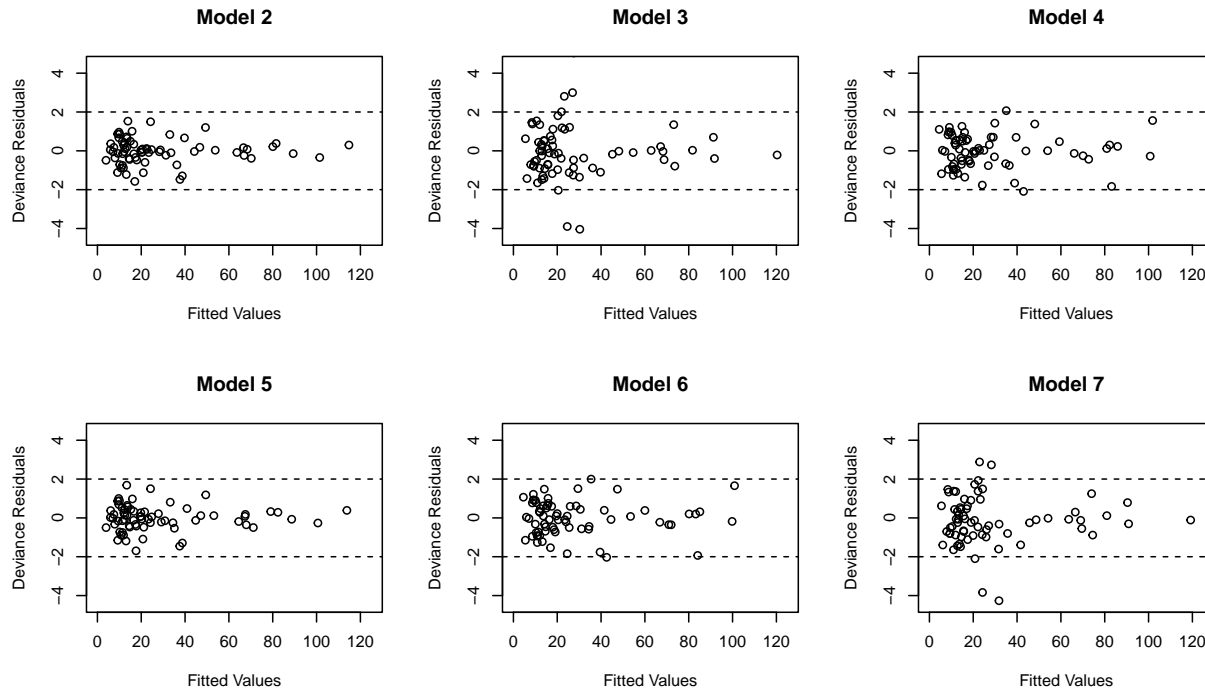 Model 2
Model 3
Model 4
Deviance Residuals
4
2
0
−2
−4
0 20 40 60 80 100 120
Fitted Values
Deviance Residuals
4
2
0
−2
−4
0 20 40 60 80 100 120
Fitted Values
Deviance Residuals
4
2
0
−2
−4
0 20 40 60 80 100 120
Fitted Values
Model 5
Model 6
Model 7
Deviance Residuals
4
2
0
−2
−4
0 20 40 60 80 100 120
Fitted Values
Deviance Residuals
4
2
0
−2
−4
0 20 40 60 80 100 120
Fitted Values
Deviance Residuals
4
2
0
−2
−4
0 20 40 60 80 100 120
Fitted Values